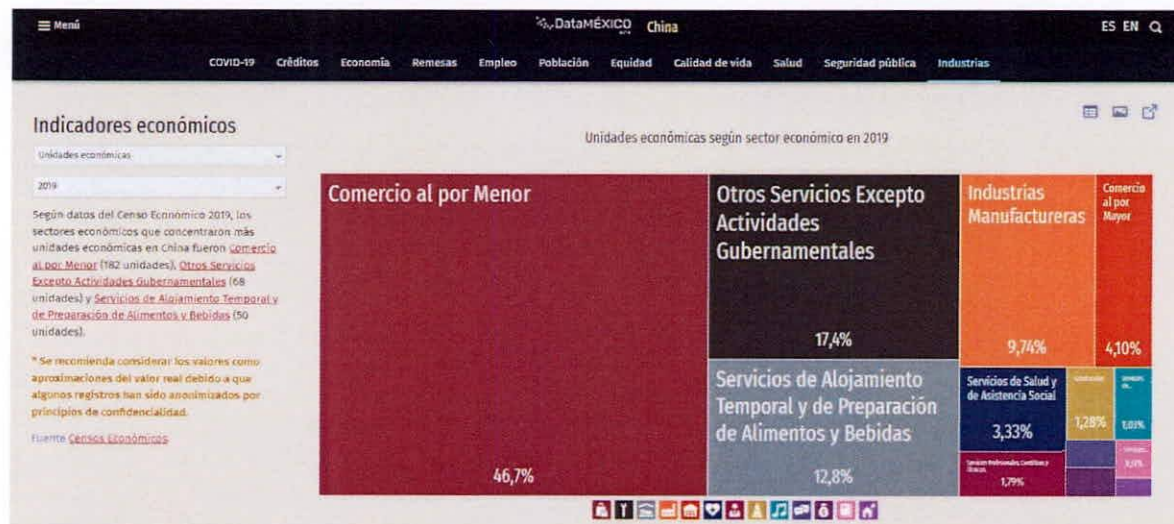 Menú
DataMÉXICO
China
ES EN
COVID-19 Créditos Economía Remesas Empleo Población Equidad Calidad de vida Salud Seguridad pública Industrias
Indicadores económicos
Unidades económicas
2019
Según datos del Censo Económico 2019, los
sectores económicos que concentraron más
unidades económicas en China fueron Comercio
al por Menor (182 unidades), Otros Servicios
Excepto Actividades Gubernamentales (68
unidades) y Servicios de Alojamiento Temporal y
de Preparación de Alimentos y Bebidas (50
unidades).
* Se recomienda considerar los valores como
aproximaciones del valor real debido a que
algunos registros han sido anonimizados por
principios de confidencialidad.
Fuente Censos Económicos
Unidades económicas según sector económico en 2019
Comercio al por Menor
46,7%
Otros Servicios Excepto
Actividades
Gubernamentales
17,4%
Servicios de Alojamiento
Temporal y de Preparación
de Alimentos y Bebidas
12,8%
Industrias
Manufactureras
9,74%
Comercio
al por
Mayor
4,10%
Servicios de Salud y
de Asistencia Social
3,33%
Servicios Profesionales, Científicos y
Técnicos
1,79%
1,28%
1,03%